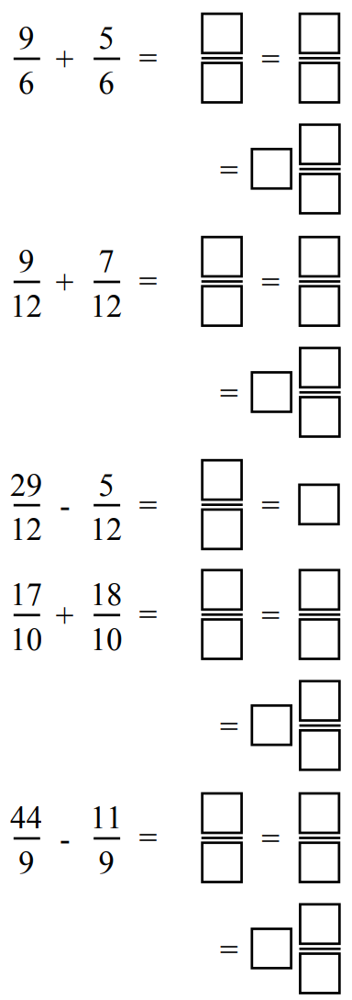 9/6 + 5/6 = □/□ = □/□
= □ □/□
9/12 + 7/12 = □/□ = □/□
= □ □/□
29/12 - 5/12 = □/□ = □
17/10 + 18/10 = □/□ = □/□
= □ □/□
44/9 - 11/9 = □/□ = □/□
= □ □/□